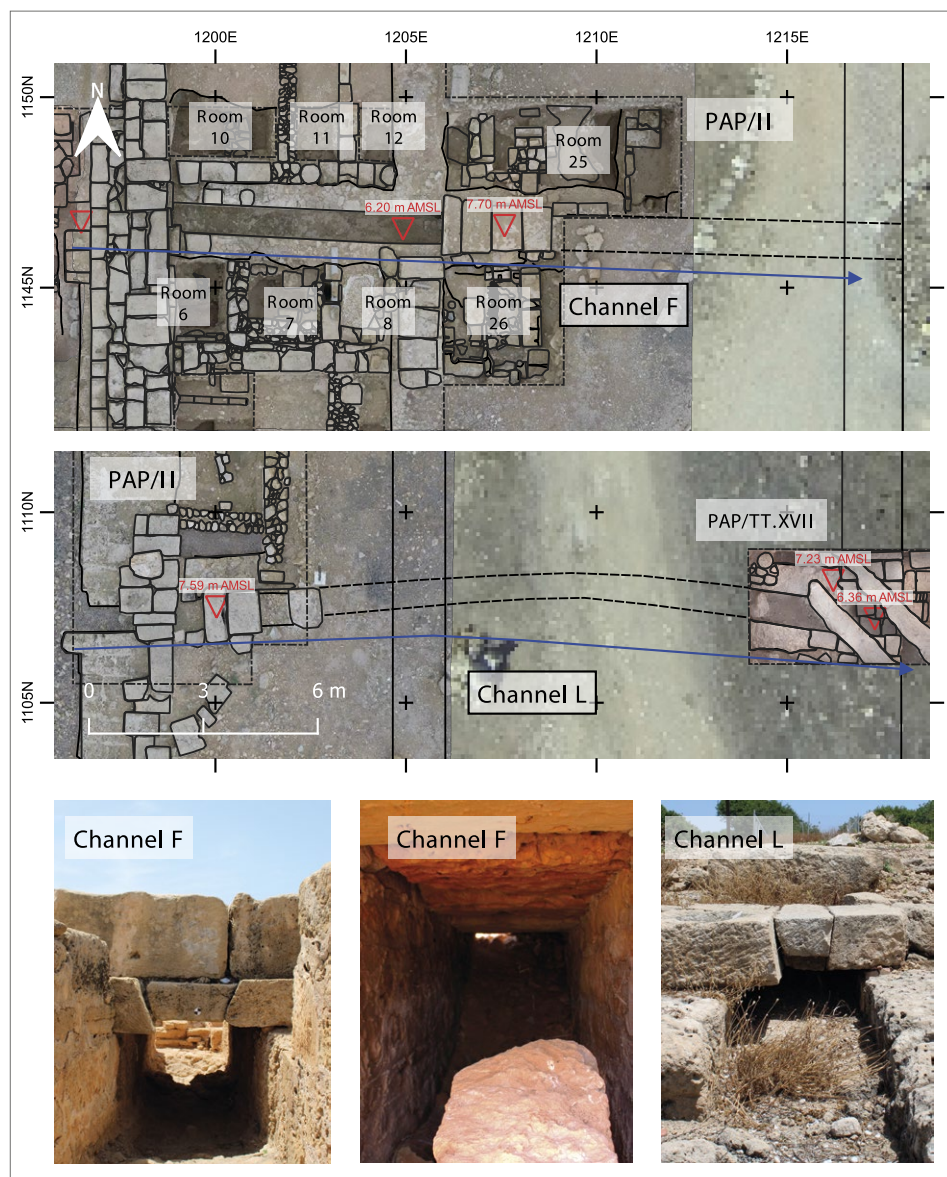 1200E 1205E 1210E 1215E
1150N
N
Room
10
Room
11
Room
12
Room
25
PAP/II
6.20 m AMSL
7.70 m AMSL
1145N
Room
6
Room
7
Room
8
Room
26
Channel F
PAP/II
1110N
PAP/TT.XVII
7.59 m AMSL
7.23 m AMSL
6.36 m AMSL
1105N
0 3 6 m
Channel L
Channel F
Channel F
Channel L